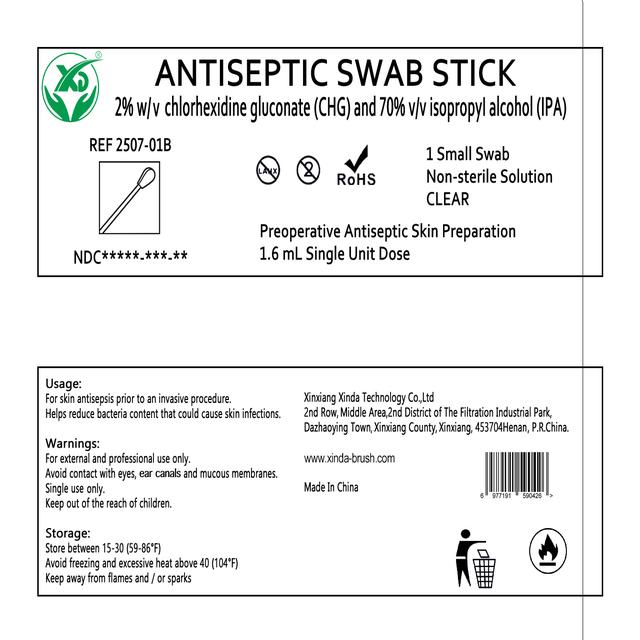 XD ®
ANTISEPTIC SWAB STICK
2% w/v chlorhexidine gluconate (CHG) and 70% v/v isopropyl alcohol (IPA)
REF 2507-01B
NDC*****-***-**
2
RoHS
1 Small Swab
Non-sterile Solution
CLEAR
Preoperative Antiseptic Skin Preparation
1.6 mL Single Unit Dose
Usage:
For skin antisepsis prior to an invasive procedure.
Helps reduce bacteria content that could cause skin infections.
Warnings:
For external and professional use only.
Avoid contact with eyes, ear canals and mucous membranes.
Single use only.
Keep out of the reach of children.
Storage:
Store between 15-30 (59-86°F)
Avoid freezing and excessive heat above 40 (104°F)
Keep away from flames and / or sparks
Xinxiang Xinda Technology Co.,Ltd
2nd Row, Middle Area,2nd District of The Filtration Industrial Park,
Dazhaoying Town, Xinxiang County, Xinxiang, 453704Henan, P.R.China.
www.xinda-brush.com
Made In China
6 977191 590426 >